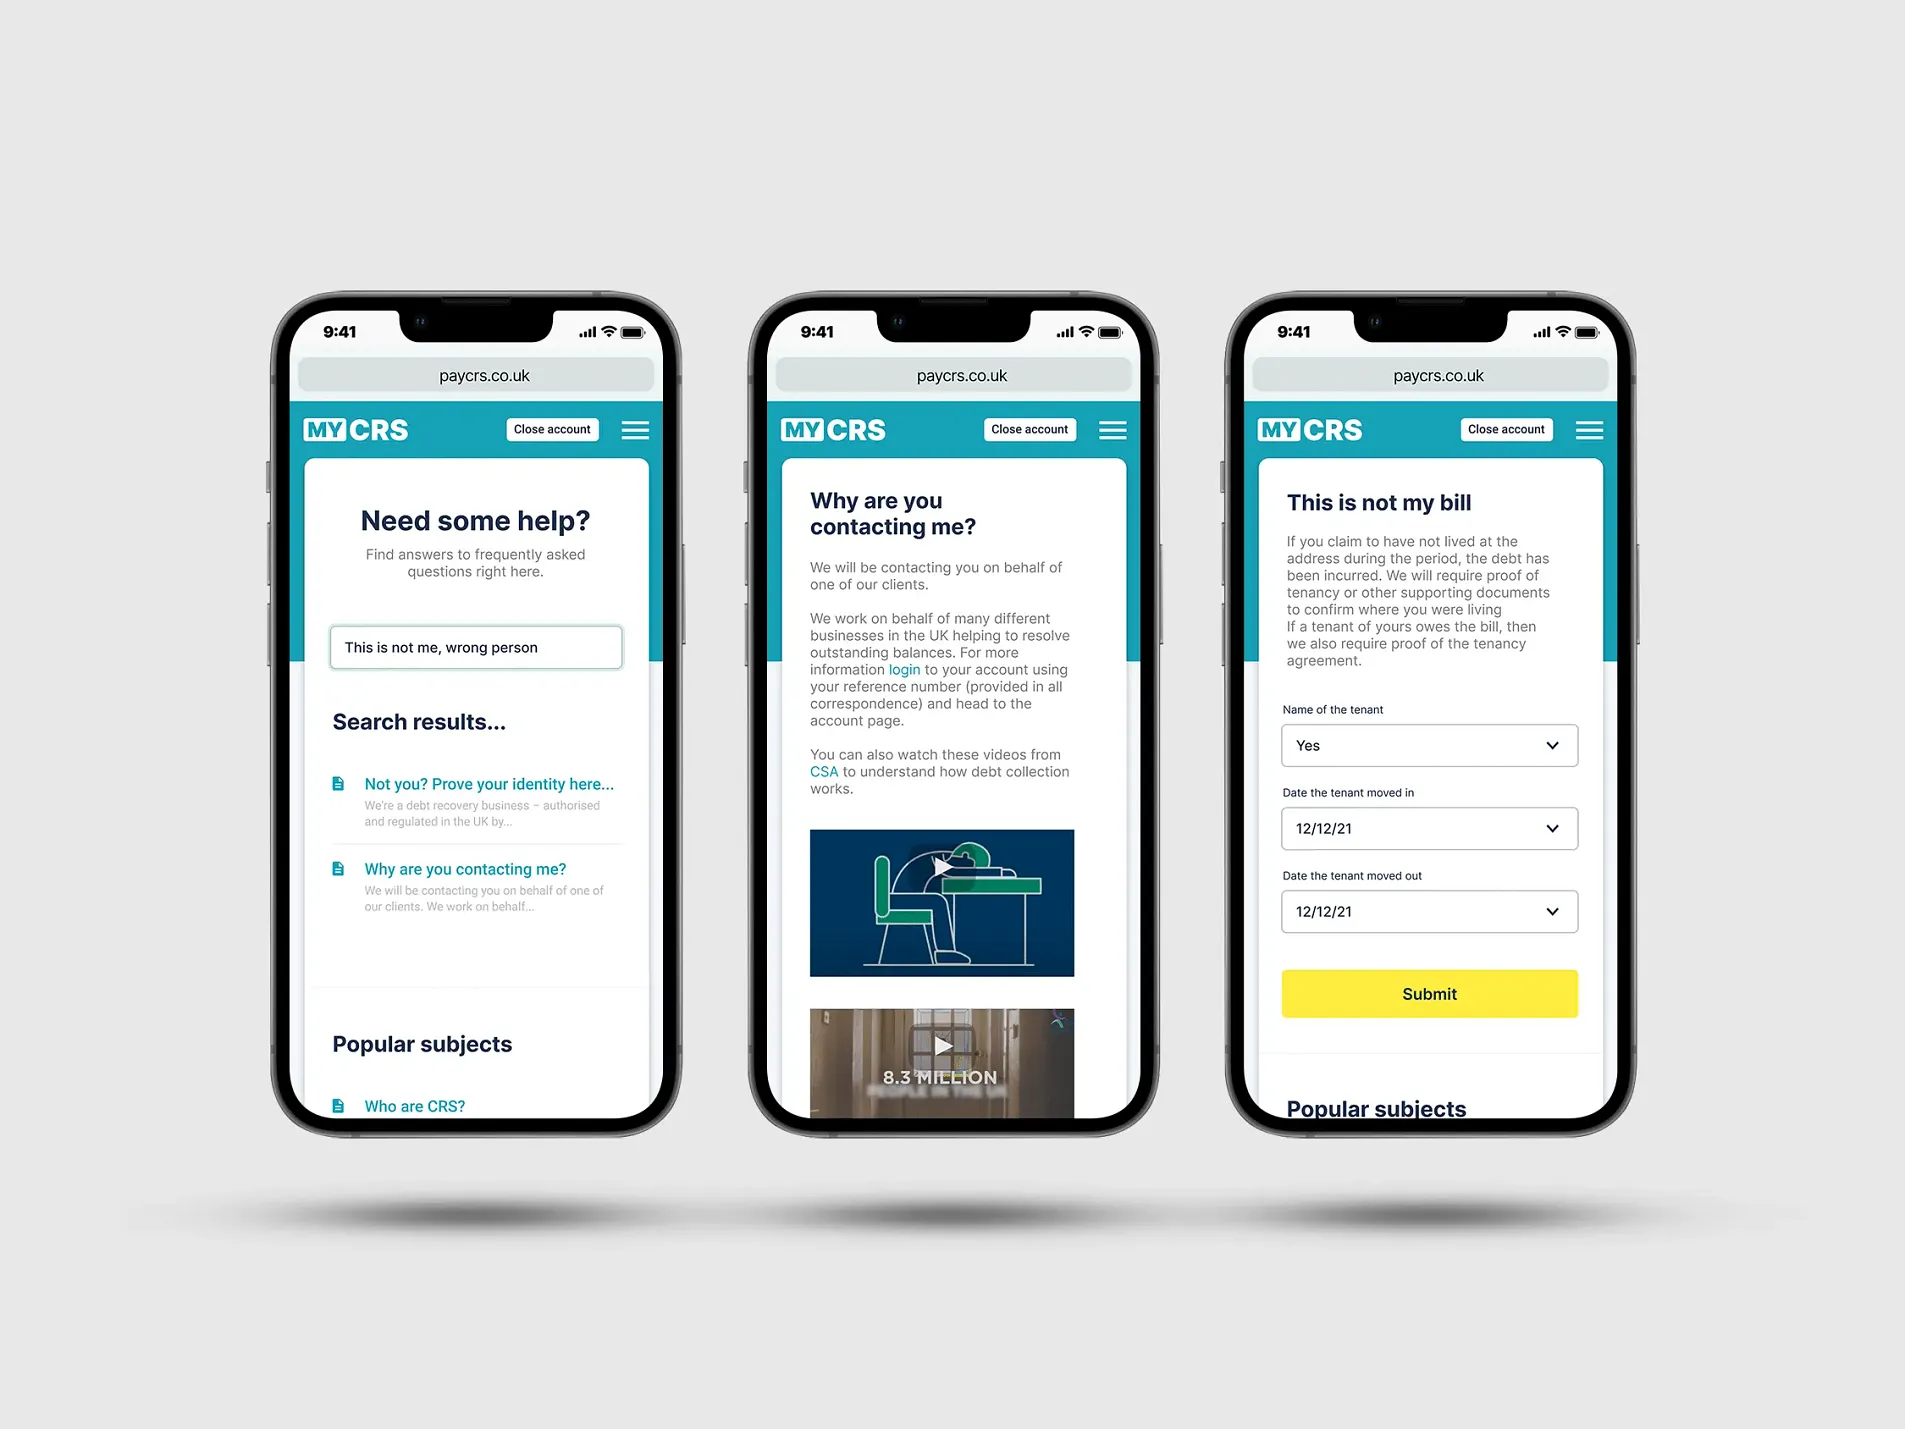 9:41
paycrs.co.uk
MY CRS
Close account
Need some help?
Find answers to frequently asked
questions right here.
This is not me, wrong person
Search results...
Not you? Prove your identity here...
We're a debt recovery business – authorised
and regulated in the UK by...
Why are you contacting me?
We will be contacting you on behalf of one of
our clients. We work on behalf...
Popular subjects
Who are CRS?
9:41
paycrs.co.uk
MY CRS
Close account
Why are you
contacting me?
We will be contacting you on behalf of
one of our clients.
We work on behalf of many different
businesses in the UK helping to resolve
outstanding balances. For more
information login to your account using
your reference number (provided in all
correspondence) and head to the
account page.
You can also watch these videos from
CSA to understand how debt collection
works.
8.3 MILLION
PEOPLE IN THE UK
9:41
paycrs.co.uk
MY CRS
Close account
This is not my bill
If you claim to have not lived at the
address during the period, the debt has
been incurred. We will require proof of
tenancy or other supporting documents
to confirm where you were living
If a tenant of yours owes the bill, then
we also require proof of the tenancy
agreement.
Name of the tenant
Yes
Date the tenant moved in
12/12/21
Date the tenant moved out
12/12/21
Submit
Popular subjects